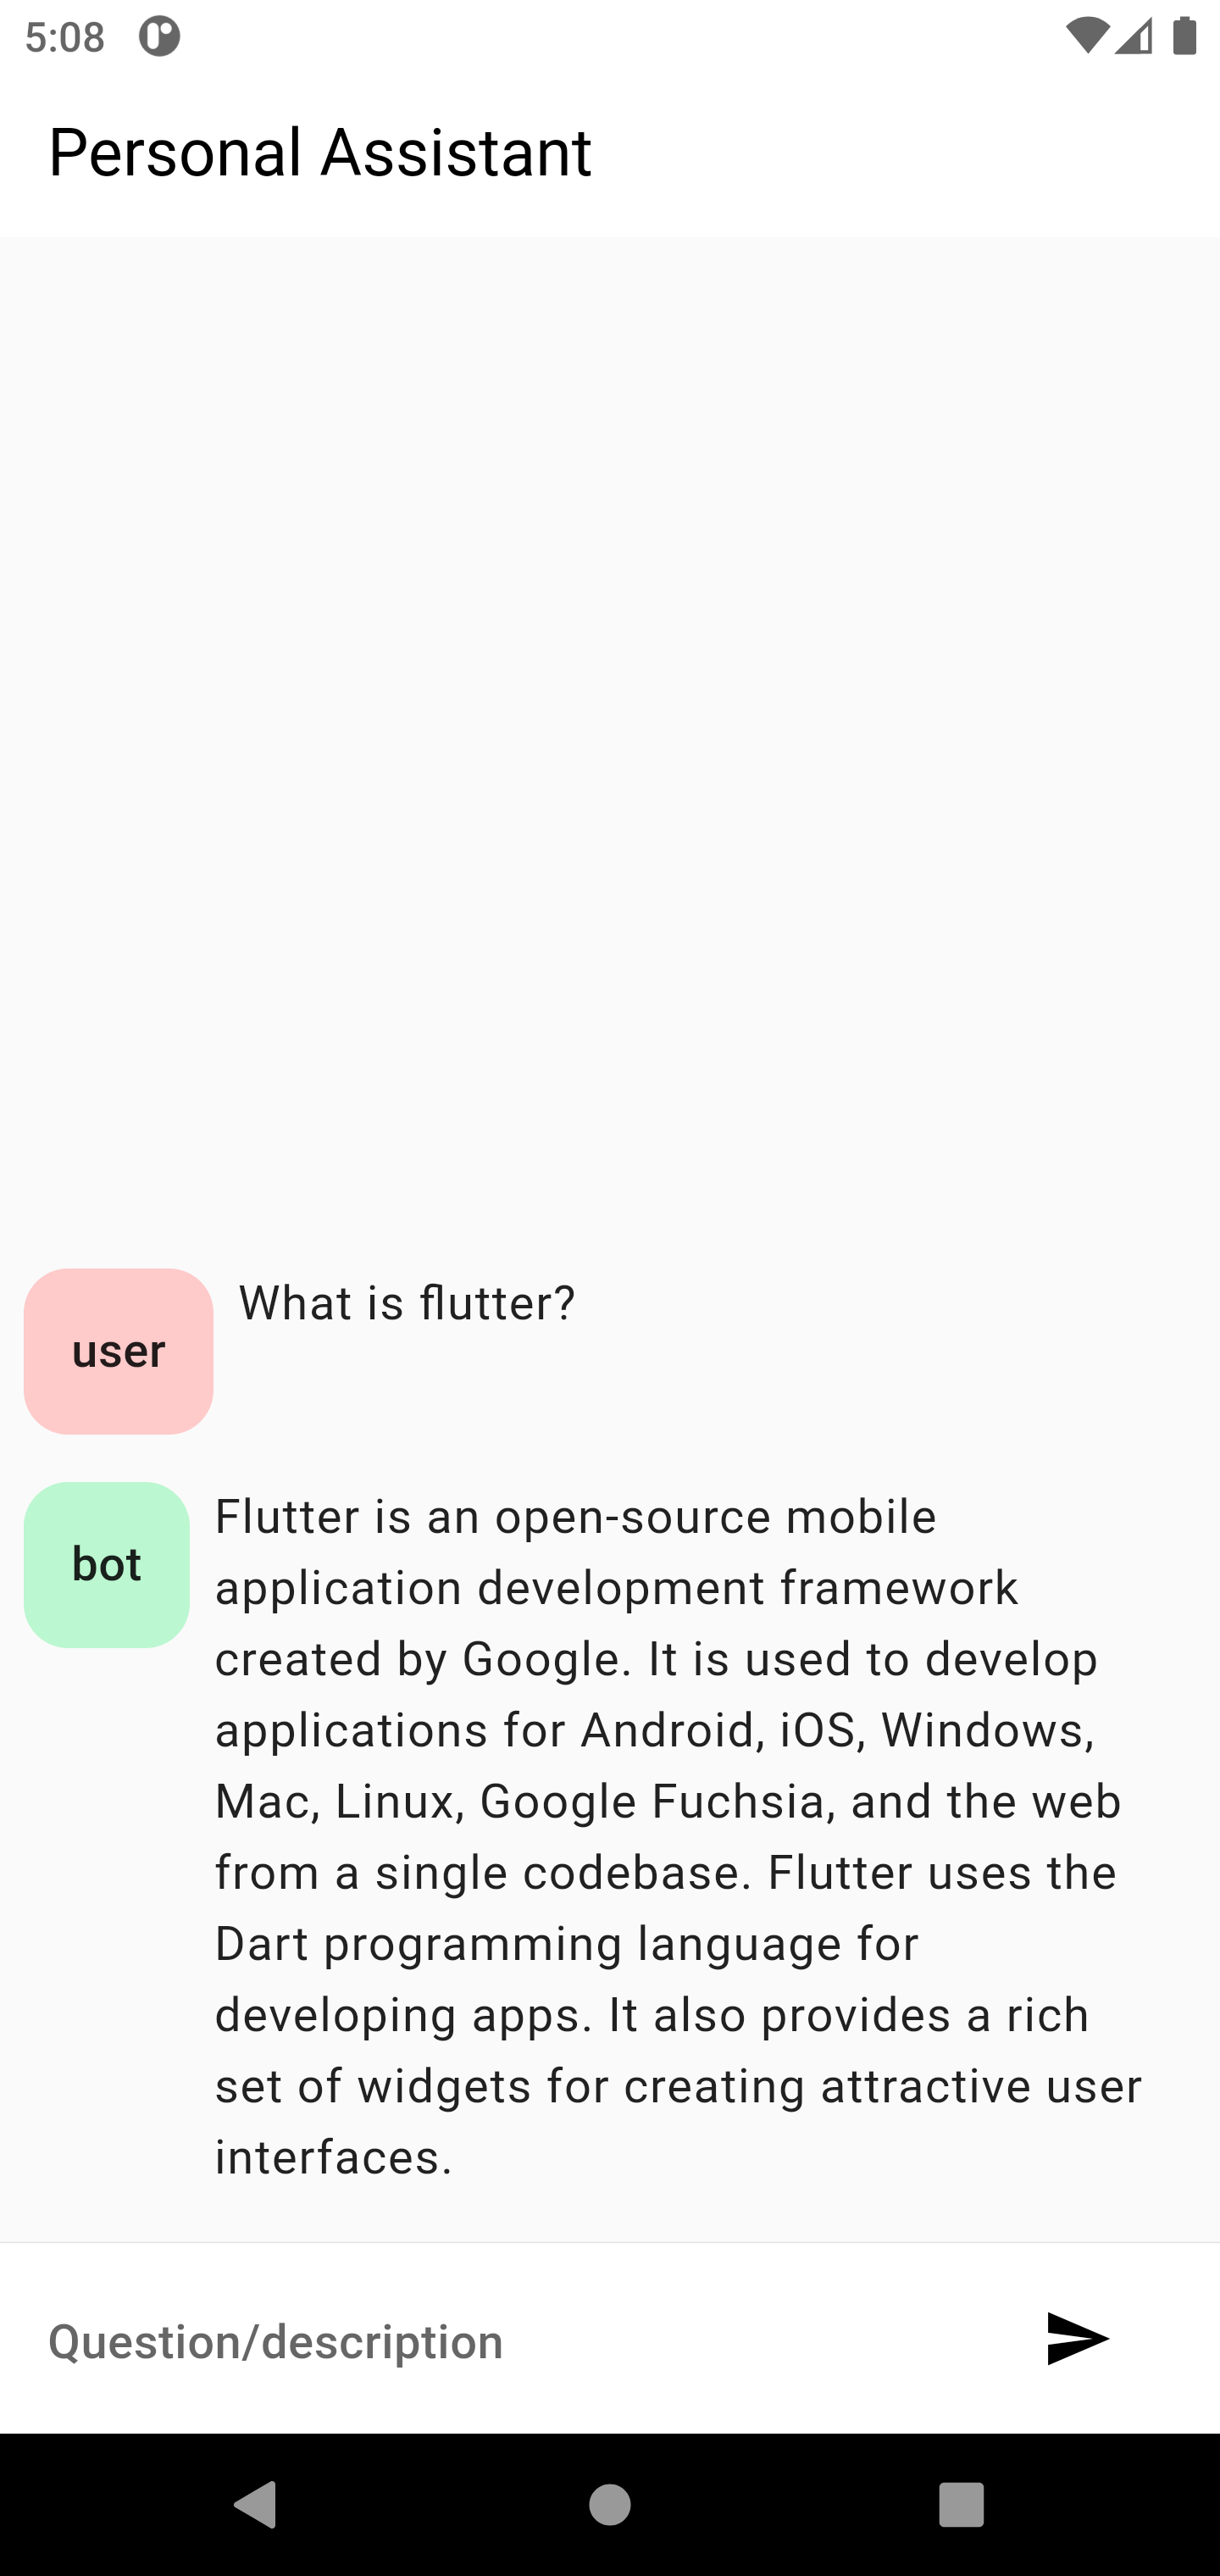 5:08
Personal Assistant
user
What is flutter?
bot
Flutter is an open-source mobile
application development framework
created by Google. It is used to develop
applications for Android, iOS, Windows,
Mac, Linux, Google Fuchsia, and the web
from a single codebase. Flutter uses the
Dart programming language for
developing apps. It also provides a rich
set of widgets for creating attractive user
interfaces.
Question/description